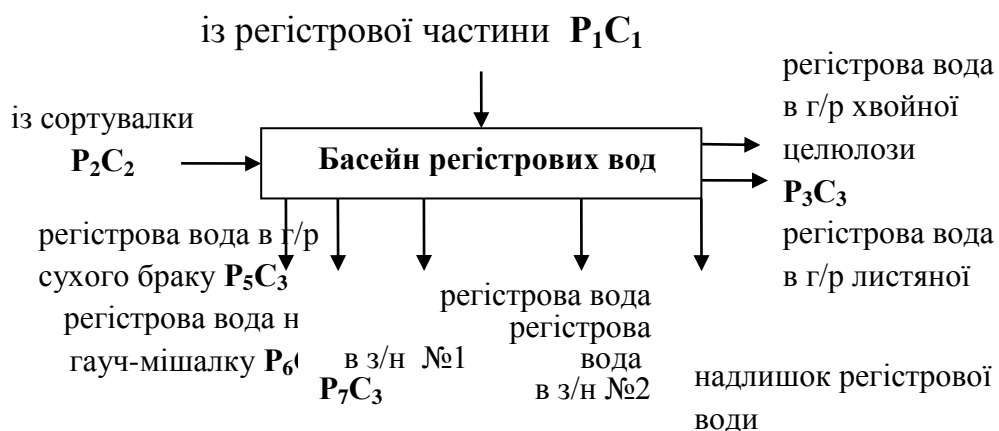 із регістрової частини P₁C₁
із сортувалки
P₂C₂
Басейн регістрових вод
регістрова вода
в г/р хвойної
целюлози
P₃C₃
регістрова вода
в г/р листяної
регістрова вода в г/р
сухого браку P₅C₃
регістрова вода н
гауч-мішалку P₆
в з/н №1
P₇C₃
регістрова вода
регістрова
вода
в з/н №2
надлишок регістрової
води